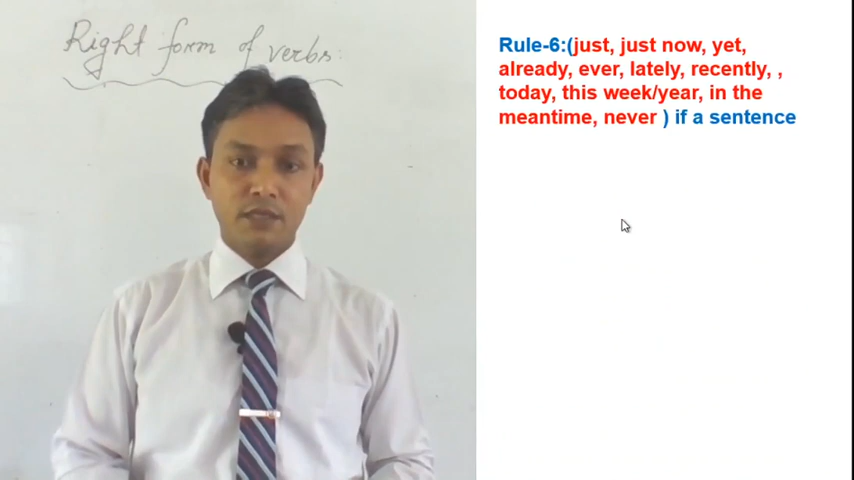 Right form of verbs:
Rule-6:(just, just now, yet,
already, ever, lately, recently, ,
today, this week/year, in the
meantime, never ) if a sentence